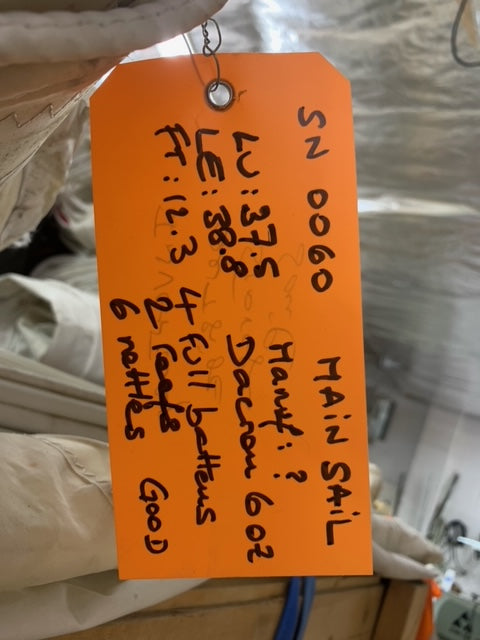 SN 0060 MAIN SAIL
Manuf: ?
LU: 37.5 Dacron 6oz
LE: 38.8 4 full battens
FT: 12.3 2 reefs GOOD
6 nettles